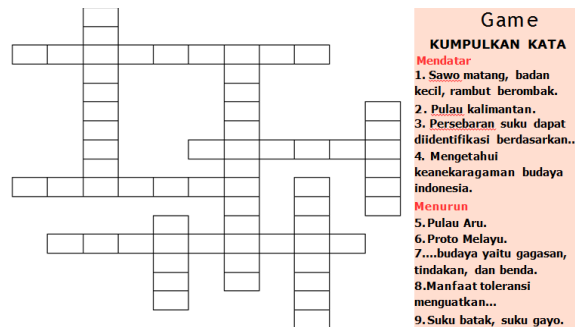 Game
KUMPULKAN KATA
Mendatar
1. Sawo matang, badan
kecil, rambut berombak.
2. Pulau kalimantan.
3. Persebaran suku dapat
diidentifikasi berdasarkan..
4. Mengetahui
keanekaragaman budaya
indonesia.
Menurun
5.Pulau Aru.
6.Proto Melayu.
7....budaya yaitu gagasan,
tindakan, dan benda.
8.Manfaat toleransi
menguatkan...
9.Suku batak, suku gayo.